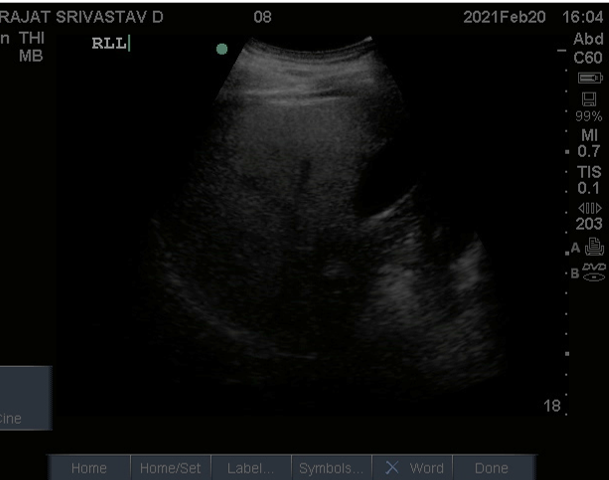 RAJAT SRIVASTAV D 08 2021Feb20 16:04
n THI
MB
RLL
Abd
C60
99%
MI
0.7
TIS
0.1
203
A
B DVD
18
Cine
Home Home/Set Label... Symbols... X Word Done